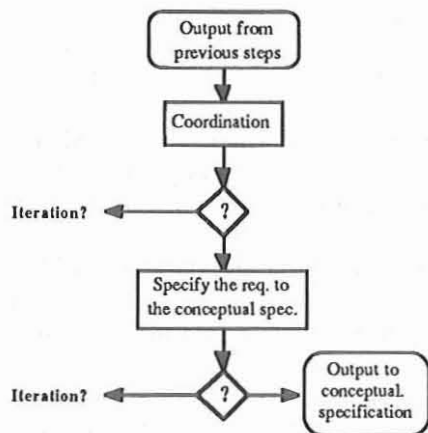 Output from
previous steps
Coordination
Iteration?
?
Specify the req. to
the conceptual spec.
Iteration?
?
Output to
conceptual.
specification